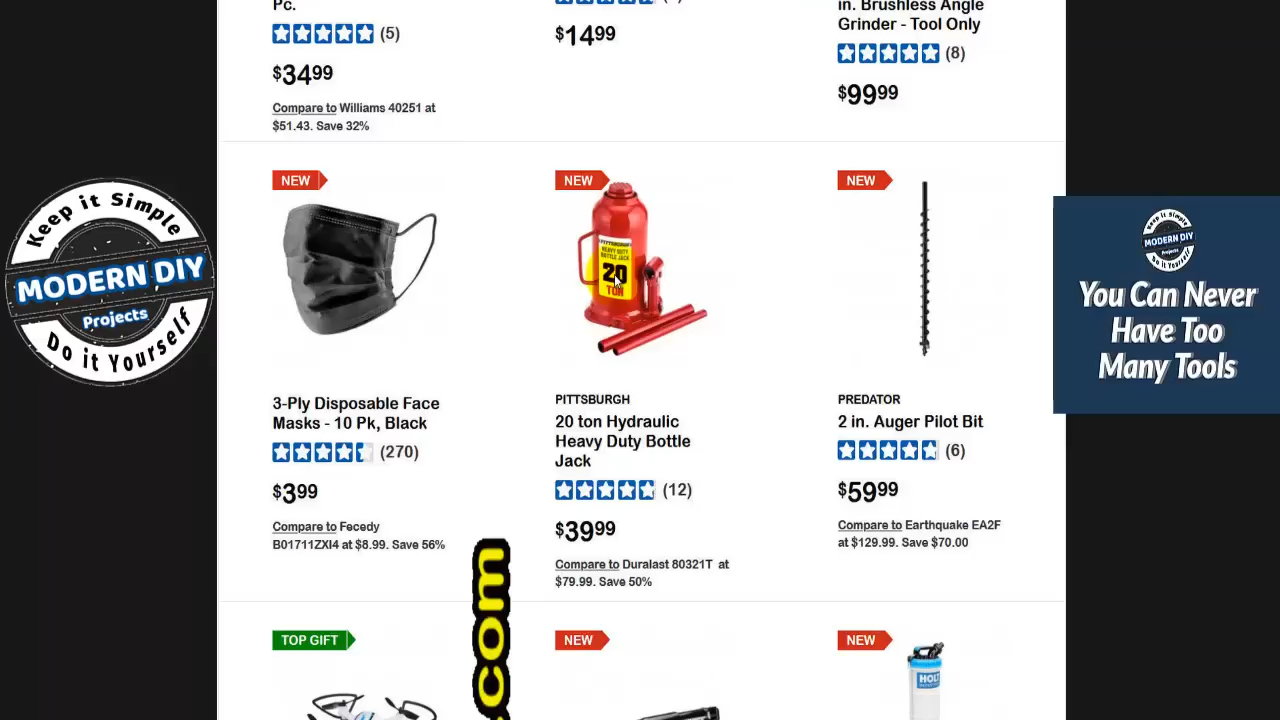 Pc.
(5)
$34.99
Compare to Williams 40251 at
$51.43. Save 32%
$14.99
in. Brushless Angle
Grinder - Tool Only
(8)
$99.99
Keep it Simple
MODERN DIY
Projects
Do it Yourself
NEW
3-Ply Disposable Face
Masks - 10 Pk, Black
(270)
$3.99
Compare to Fecedy
B01711ZXI4 at $8.99. Save 56%
NEW
PITTSBURGH
HEAVY DUTY
BOTTLE JACK
20
TON
PITTSBURGH
20 ton Hydraulic
Heavy Duty Bottle
Jack
(12)
$39.99
Compare to Duralast 80321T at
$79.99. Save 50%
NEW
PREDATOR
2 in. Auger Pilot Bit
(6)
$59.99
Compare to Earthquake EA2F
at $129.99. Save $70.00
Keep it Simple
MODERN DIY
Projects
Do it Yourself
You Can Never
Have Too
Many Tools
.com
TOP GIFT
NEW
NEW
HOLT